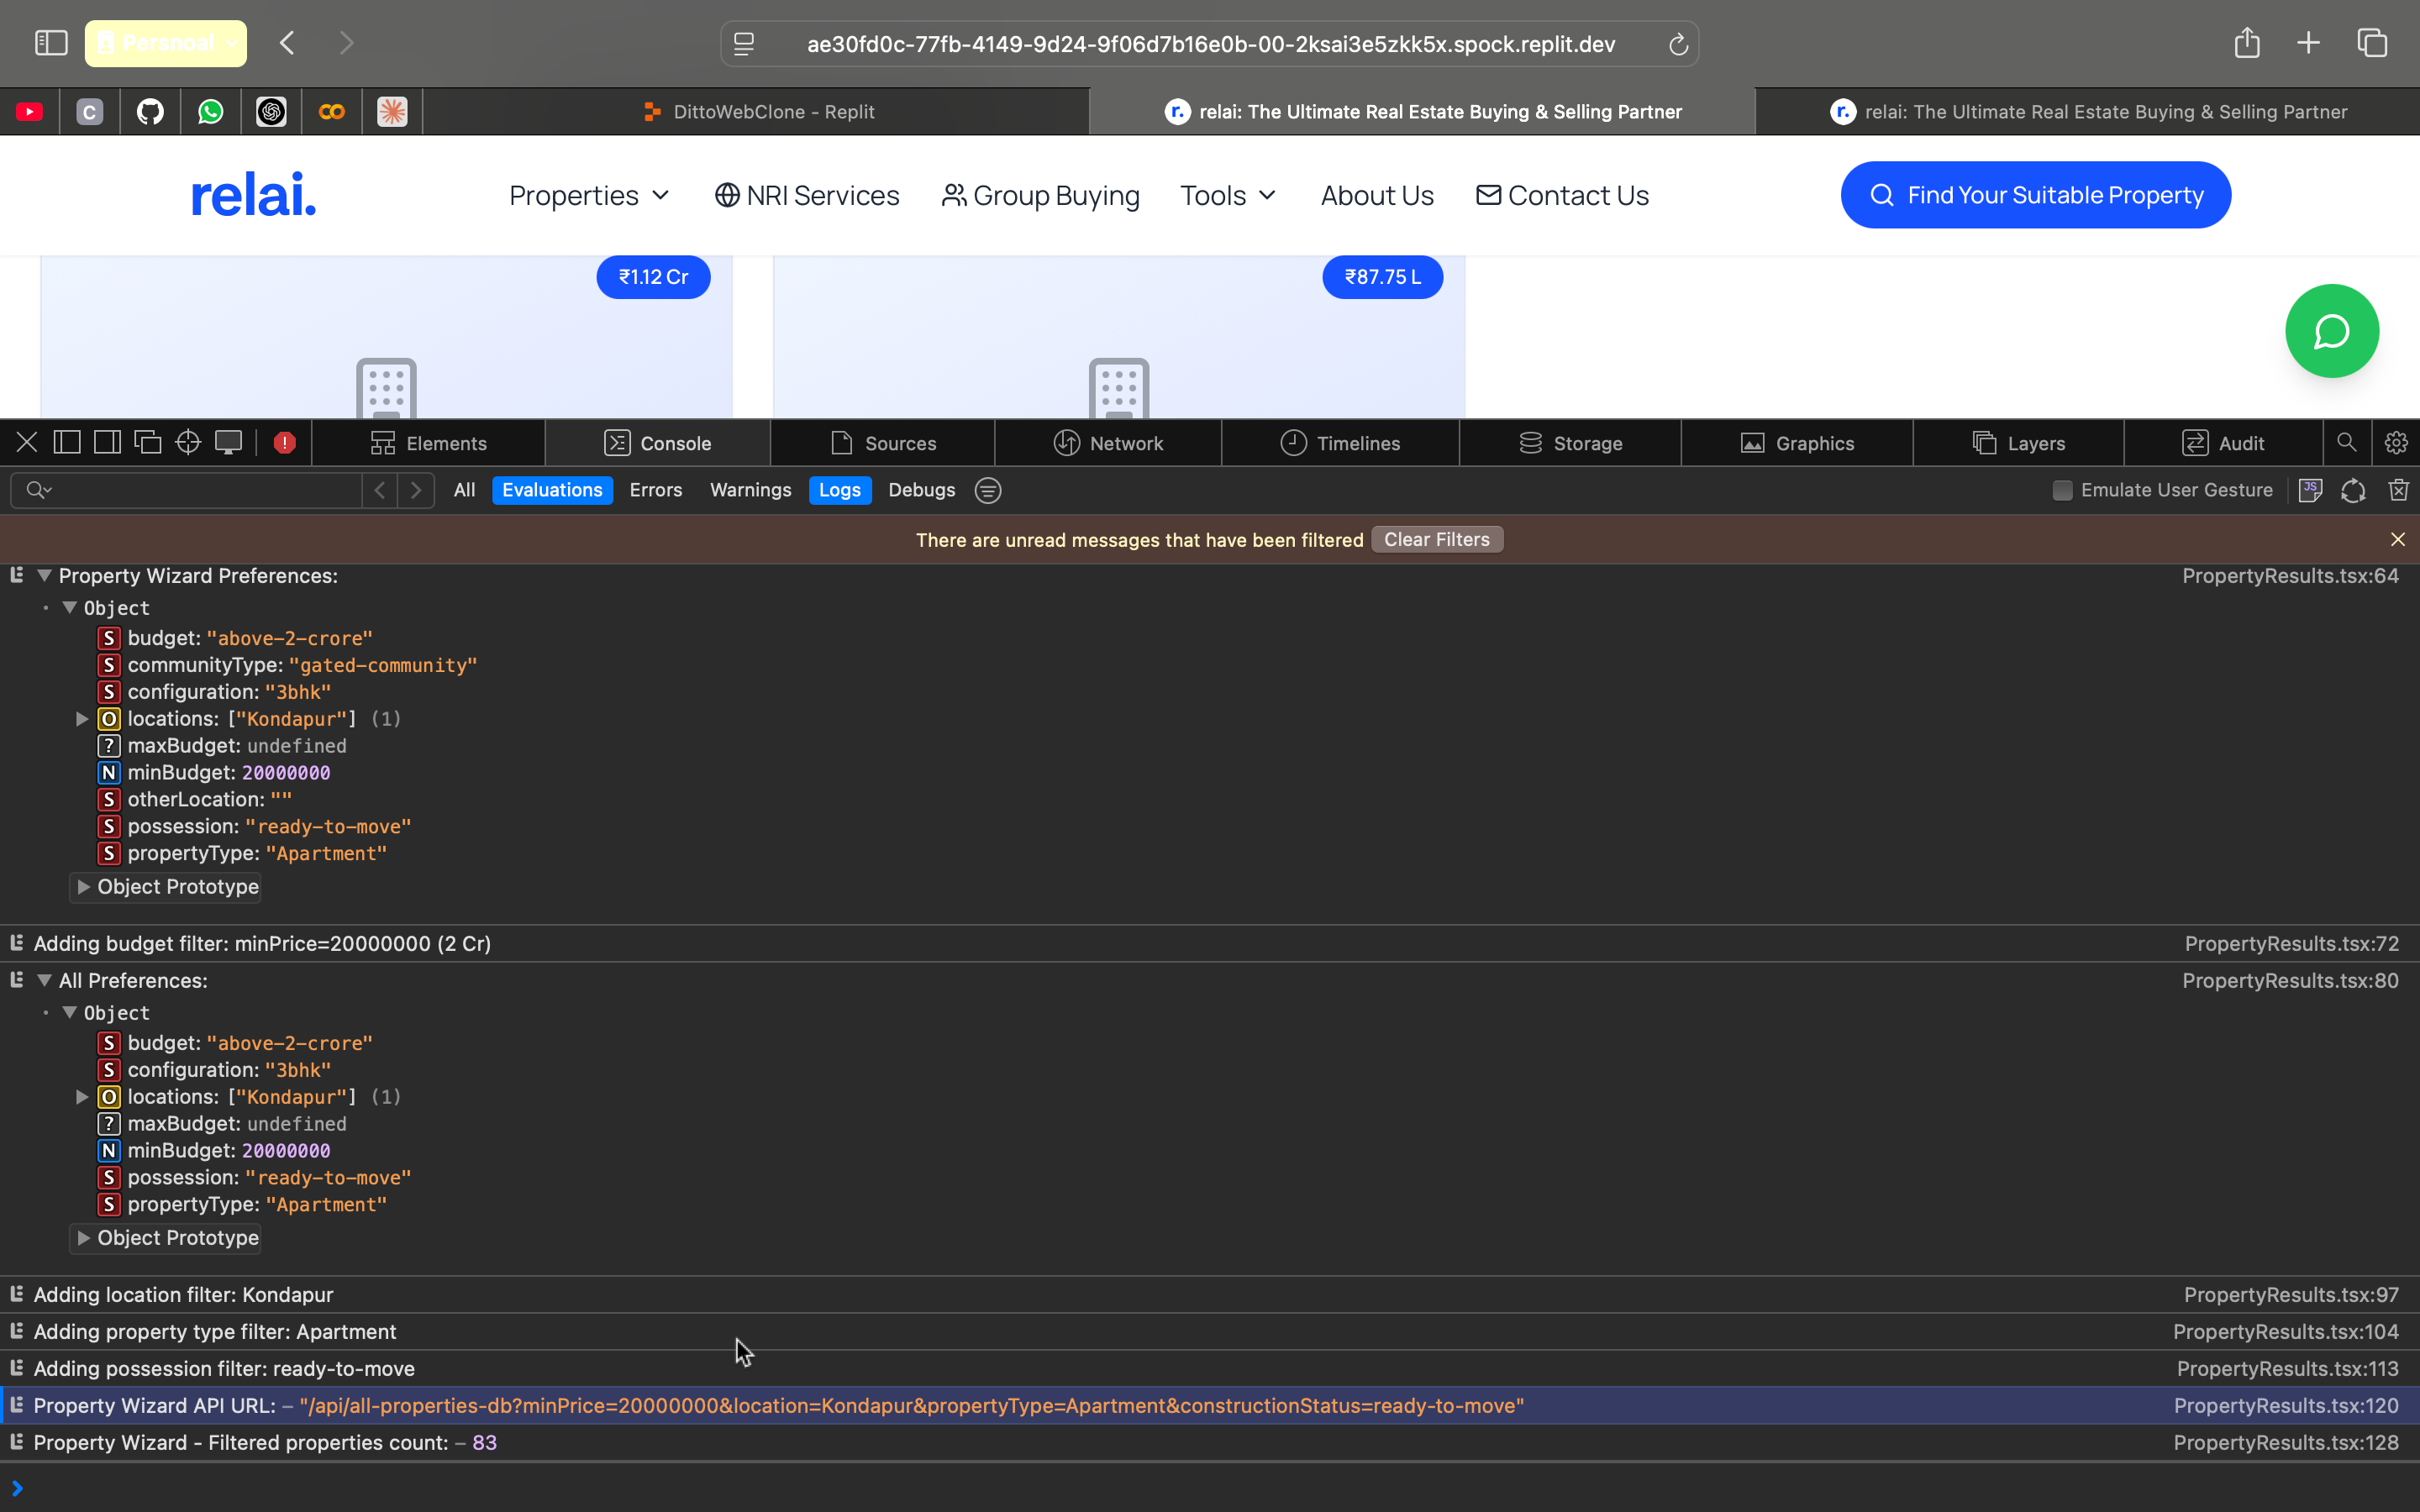 Persnoal
ae30fd0c-77fb-4149-9d24-9f06d7b16e0b-00-2ksai3e5zkk5x.spock.replit.dev
C
DittoWebClone - Replit
r. relai: The Ultimate Real Estate Buying & Selling Partner
r. relai: The Ultimate Real Estate Buying & Selling Partner
relai.
Properties
NRI Services
Group Buying
Tools
About Us
Contact Us
Find Your Suitable Property
₹1.12 Cr
₹87.75 L
Elements
Console
Sources
Network
Timelines
Storage
Graphics
Layers
Audit
All
Evaluations
Errors
Warnings
Logs
Debugs
Emulate User Gesture
JS
There are unread messages that have been filtered
Clear Filters
Property Wizard Preferences: PropertyResults.tsx:64
Object
S budget: "above-2-crore"
S communityType: "gated-community"
S configuration: "3bhk"
O locations: ["Kondapur"] (1)
? maxBudget: undefined
N minBudget: 20000000
S otherLocation: ""
S possession: "ready-to-move"
S propertyType: "Apartment"
Object Prototype
Adding budget filter: minPrice=20000000 (2 Cr) PropertyResults.tsx:72
All Preferences: PropertyResults.tsx:80
Object
S budget: "above-2-crore"
S configuration: "3bhk"
O locations: ["Kondapur"] (1)
? maxBudget: undefined
N minBudget: 20000000
S possession: "ready-to-move"
S propertyType: "Apartment"
Object Prototype
Adding location filter: Kondapur PropertyResults.tsx:97
Adding property type filter: Apartment PropertyResults.tsx:104
Adding possession filter: ready-to-move PropertyResults.tsx:113
Property Wizard API URL: – "/api/all-properties-db?minPrice=20000000&location=Kondapur&propertyType=Apartment&constructionStatus=ready-to-move" PropertyResults.tsx:120
Property Wizard - Filtered properties count: – 83 PropertyResults.tsx:128